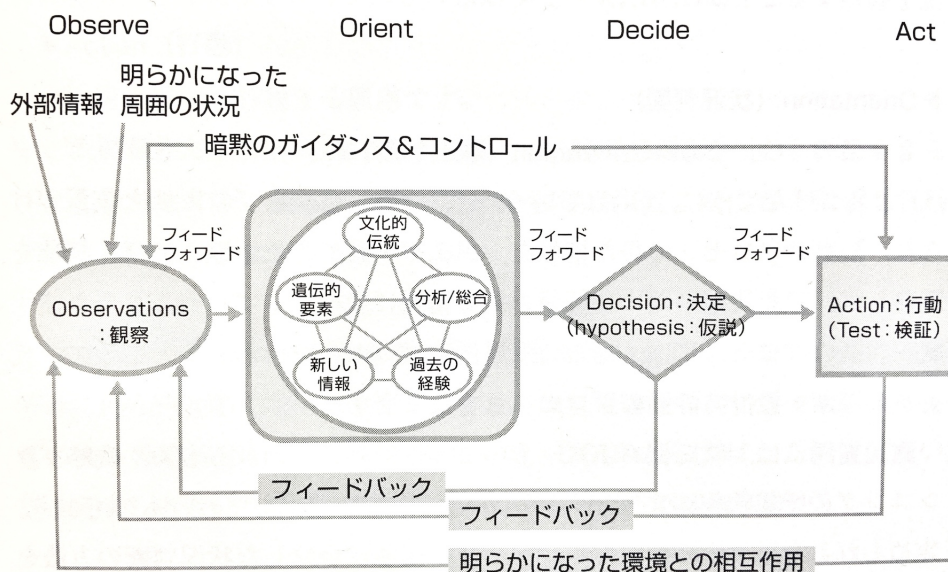 Observe
Orient
Decide
Act
外部情報
明らかになった
周囲の状況
暗黙のガイダンス＆コントロール
フィード
フォワード
フィード
フォワード
フィード
フォワード
Observations
：観察
文化的
伝統
遺伝的
要素
分析/総合
新しい
情報
過去の
経験
Decision：決定
(hypothesis：仮説)
Action：行動
(Test：検証)
フィードバック
フィードバック
明らかになった環境との相互作用